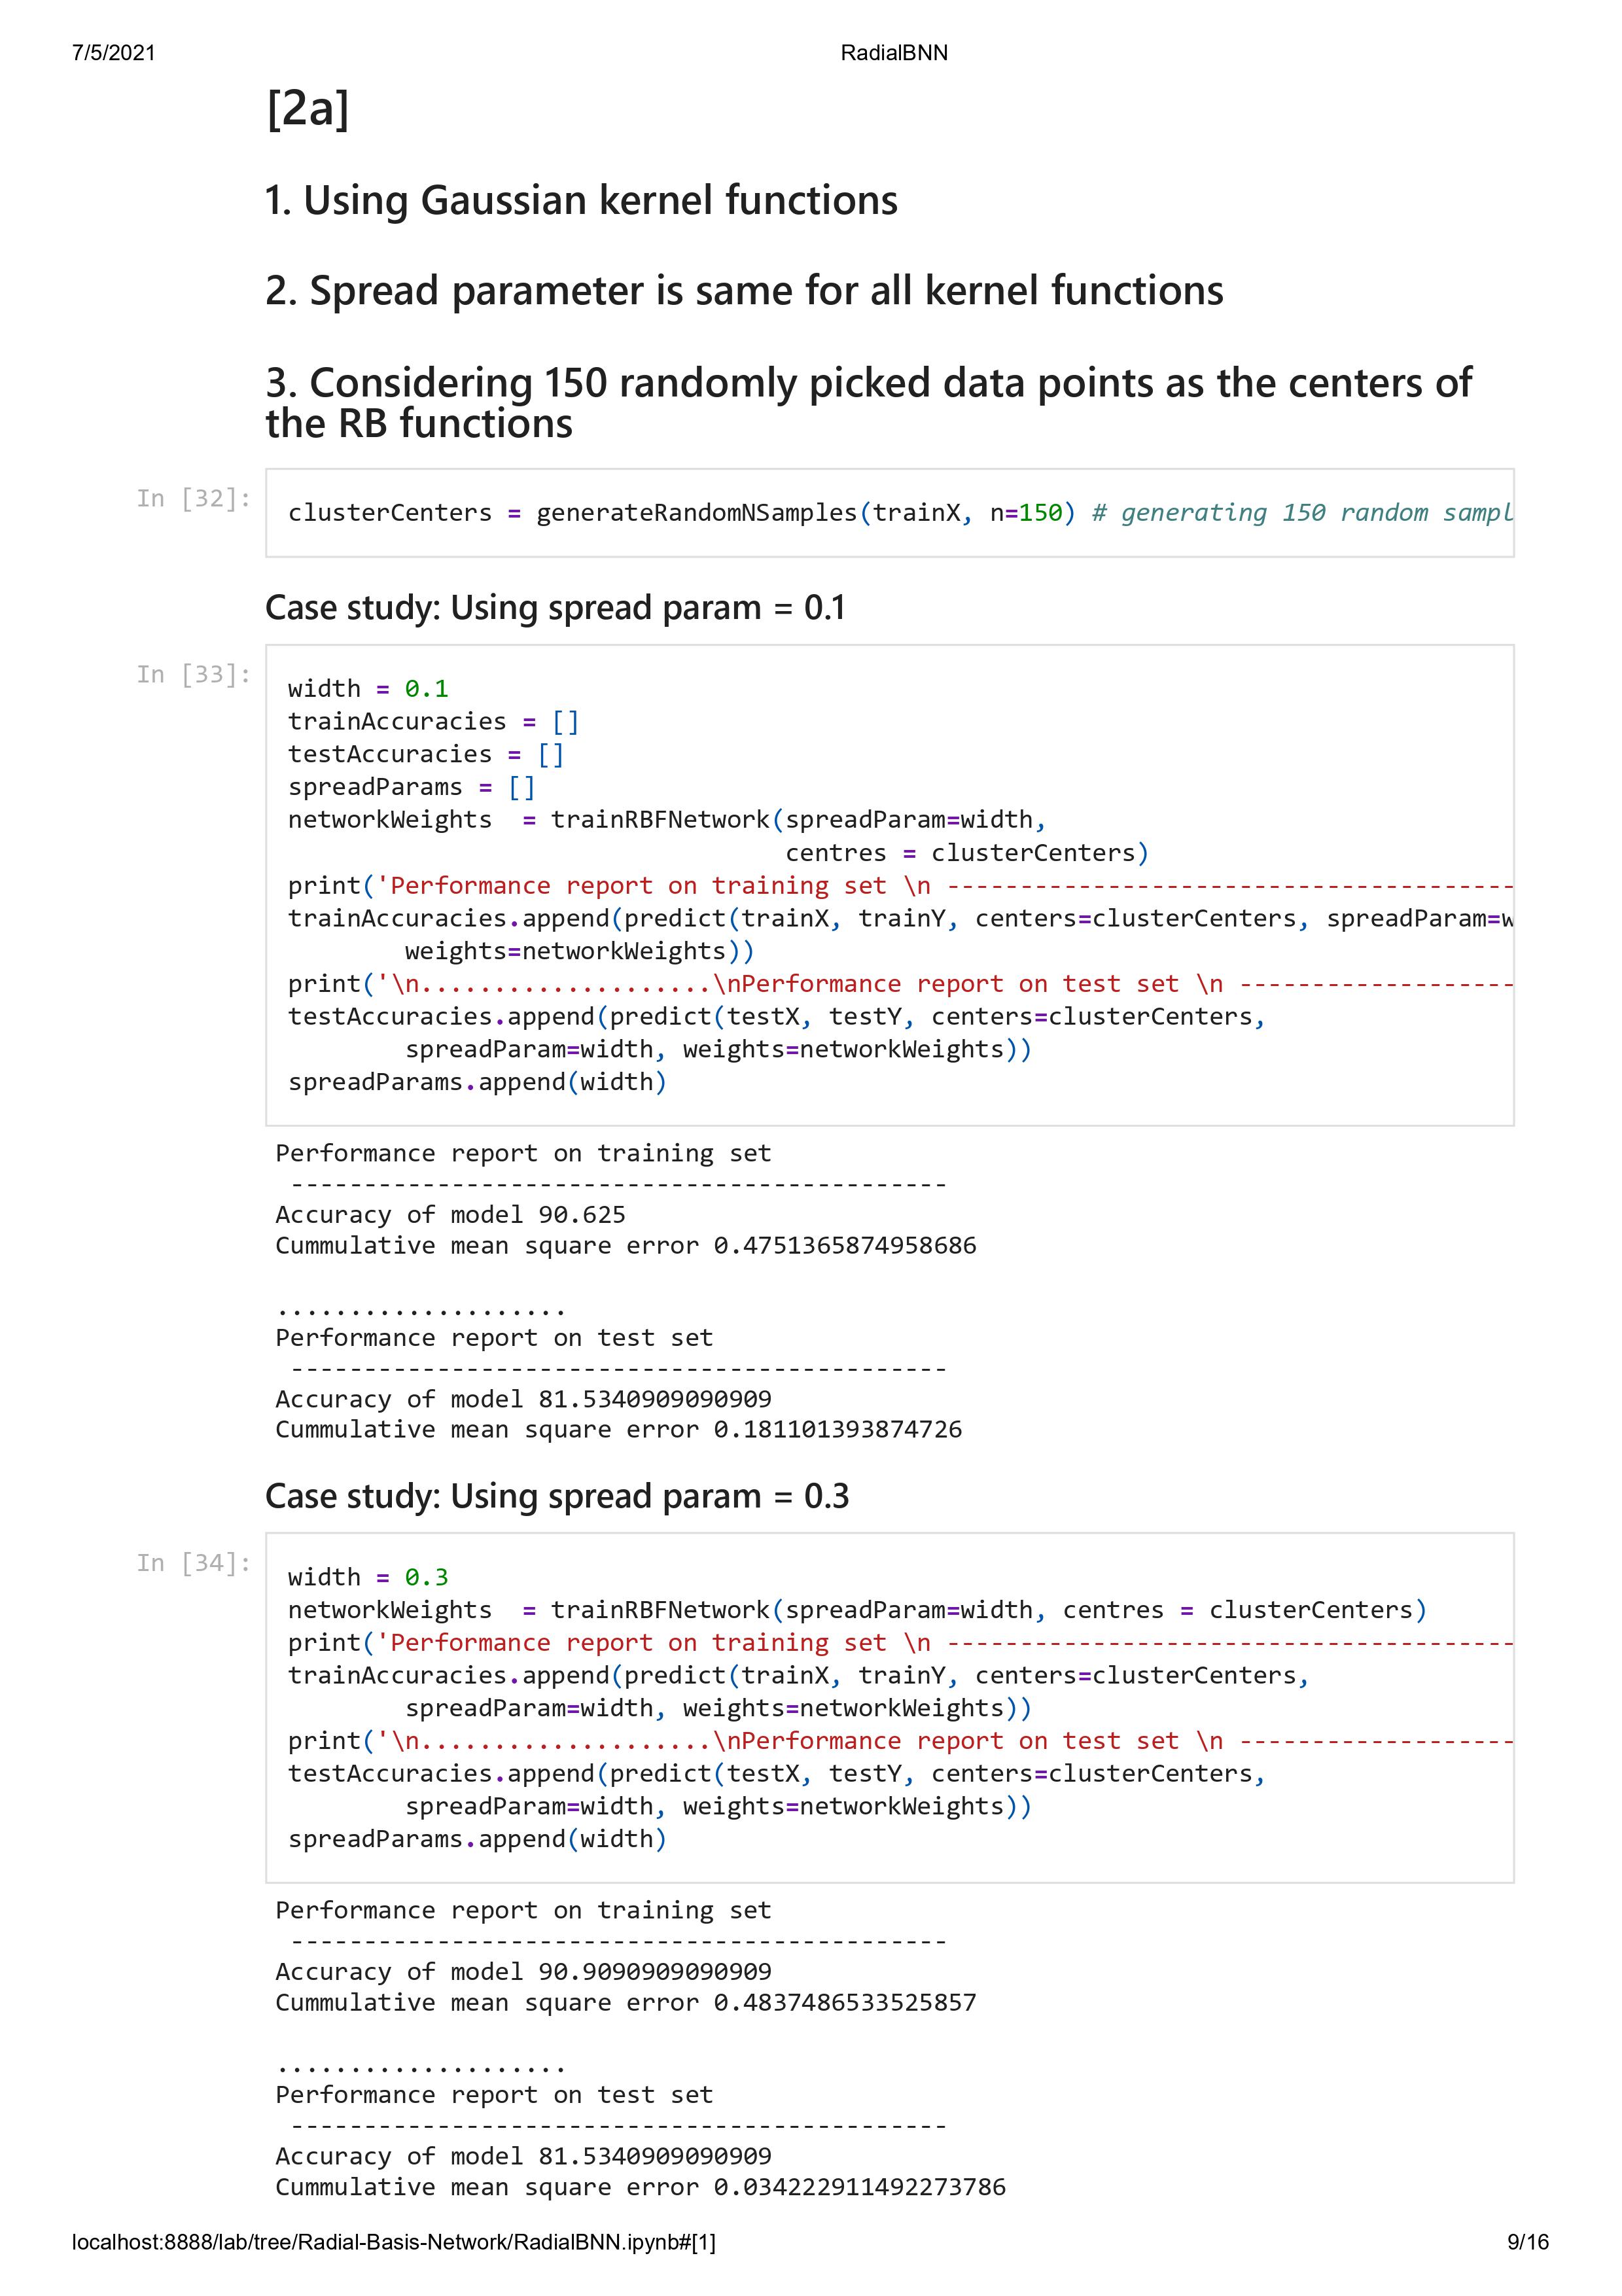 7/5/2021 RadialBNN
[2a]
1. Using Gaussian kernel functions
2. Spread parameter is same for all kernel functions
3. Considering 150 randomly picked data points as the centers of
the RB functions
In [32]: clusterCenters = generateRandomNSamples(trainX, n=150) # generating 150 random sampl
Case study: Using spread param = 0.1
In [33]:
width = 0.1
trainAccuracies = []
testAccuracies = []
spreadParams = []
networkWeights  = trainRBFNetwork(spreadParam=width,
                                  centres = clusterCenters)
print('Performance report on training set \n ---------------------------------------
trainAccuracies.append(predict(trainX, trainY, centers=clusterCenters, spreadParam=w
        weights=networkWeights))
print('\n....................\nPerformance report on test set \n -------------------
testAccuracies.append(predict(testX, testY, centers=clusterCenters,
        spreadParam=width, weights=networkWeights))
spreadParams.append(width)
Performance report on training set
 ---------------------------------------------
Accuracy of model 90.625
Cummulative mean square error 0.4751365874958686
....................
Performance report on test set
 ---------------------------------------------
Accuracy of model 81.5340909090909
Cummulative mean square error 0.181101393874726
Case study: Using spread param = 0.3
In [34]:
width = 0.3
networkWeights  = trainRBFNetwork(spreadParam=width, centres = clusterCenters)
print('Performance report on training set \n ---------------------------------------
trainAccuracies.append(predict(trainX, trainY, centers=clusterCenters,
        spreadParam=width, weights=networkWeights))
print('\n....................\nPerformance report on test set \n -------------------
testAccuracies.append(predict(testX, testY, centers=clusterCenters,
        spreadParam=width, weights=networkWeights))
spreadParams.append(width)
Performance report on training set
 ---------------------------------------------
Accuracy of model 90.9090909090909
Cummulative mean square error 0.4837486533525857
....................
Performance report on test set
 ---------------------------------------------
Accuracy of model 81.5340909090909
Cummulative mean square error 0.034222911492273786
localhost:8888/lab/tree/Radial-Basis-Network/RadialBNN.ipynb#[1] 9/16